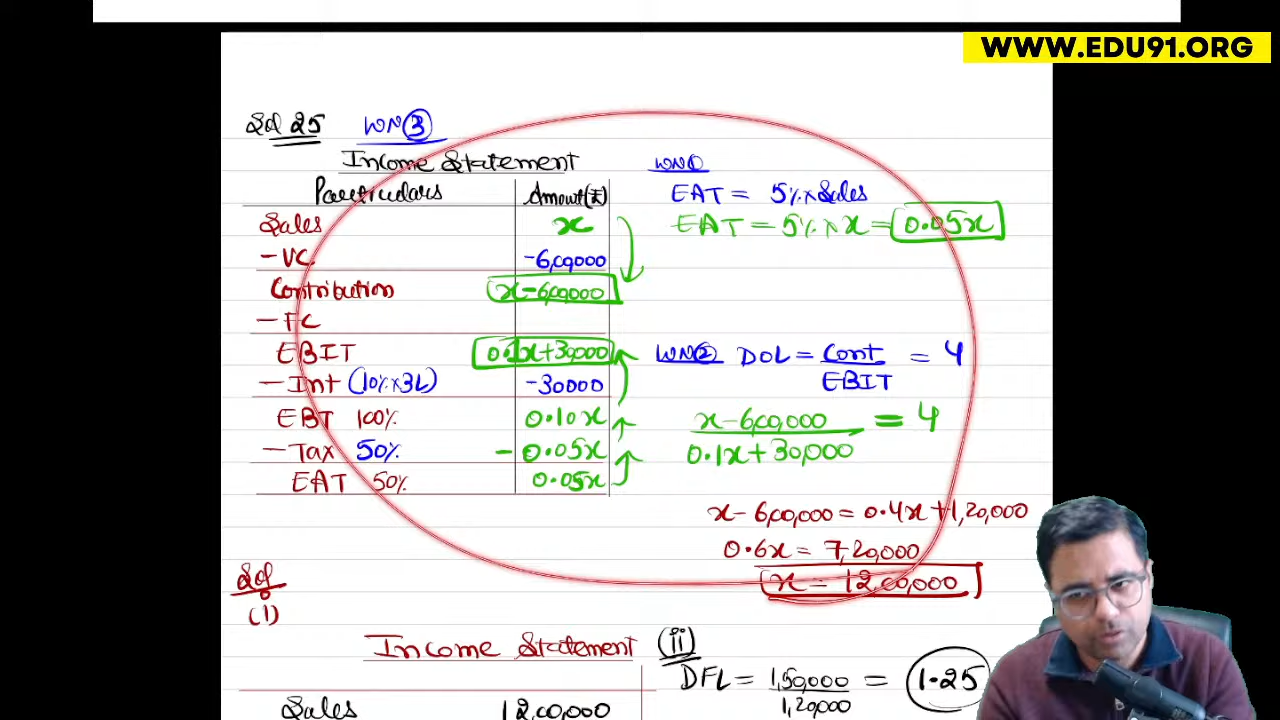 WWW.EDU91.ORG
Sol 25 WN③
Income Statement
Particulars Amount(₹)
Sales x
-VC -6,00,000
Contribution x-6,00,000
-FC
EBIT 0.1x+30,000
-Int (10%×3L) -30000
EBT 100% 0.10x
-Tax 50% -0.05x
EAT 50% 0.05x
WN①
EAT = 5%×Sales
EAT = 5%×x = 0.05x
WN② DOL = Cont / EBIT = 4
x-6,00,000 / 0.1x+30,000 = 4
x-6,00,000 = 0.4x+1,20,000
0.6x = 7,20,000
x = 12,00,000
Sol
(1)
Income Statement
Sales 12,00,000
(ii)
DFL = 1,50,000 / 1,20,000 = 1.25